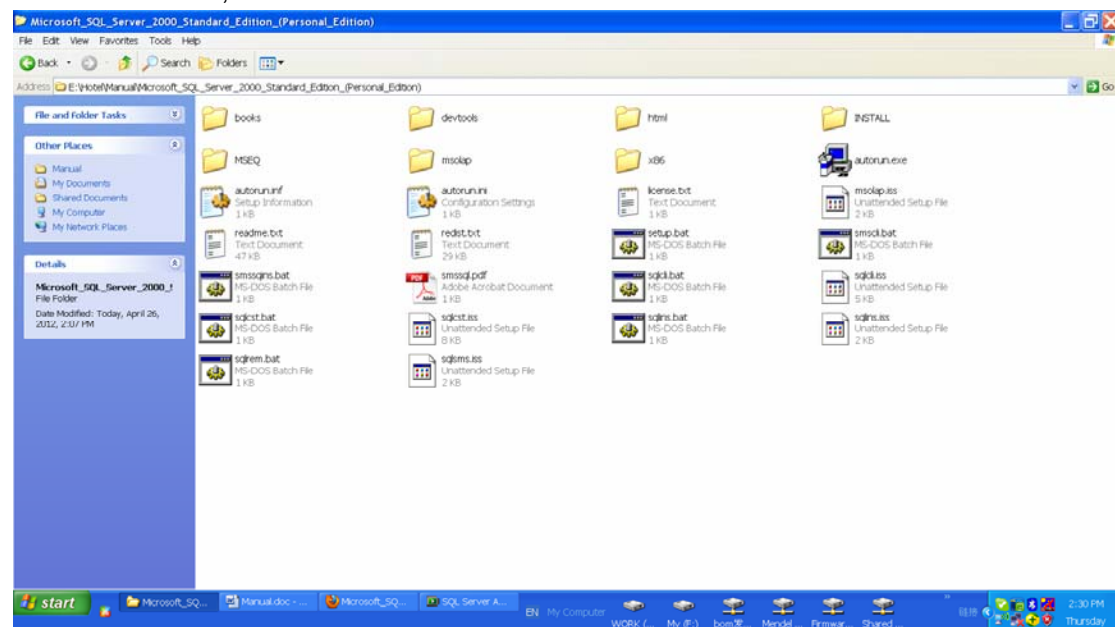 Microsoft_SQL_Server_2000_Standard_Edition_(Personal_Edition)
File Edit View Favorites Tools Help
Back Search Folders
Address E:\Hotel\Manual\Microsoft_SQL_Server_2000_Standard_Edition_(Personal_Edition) Go
File and Folder Tasks
Other Places
Manual
My Documents
Shared Documents
My Computer
My Network Places
Details
Microsoft_SQL_Server_2000_S
File Folder
Date Modified: Today, April 26,
2012, 2:07 PM
books
devtools
html
INSTALL
MSEQ
msolap
x86
autorun.exe
autorun.inf
Setup Information
1 KB
autorun.ini
Configuration Settings
1 KB
license.txt
Text Document
1 KB
msolap.iss
Unattended Setup File
2 KB
readme.txt
Text Document
47 KB
redist.txt
Text Document
29 KB
setup.bat
MS-DOS Batch File
1 KB
smscli.bat
MS-DOS Batch File
1 KB
smssqins.bat
MS-DOS Batch File
1 KB
smssql.pdf
Adobe Acrobat Document
1 KB
sqlcli.bat
MS-DOS Batch File
1 KB
sqlcli.iss
Unattended Setup File
5 KB
sqlcst.bat
MS-DOS Batch File
1 KB
sqlcst.iss
Unattended Setup File
8 KB
sqlins.bat
MS-DOS Batch File
1 KB
sqlins.iss
Unattended Setup File
2 KB
sqlrem.bat
MS-DOS Batch File
1 KB
sqlsms.iss
Unattended Setup File
2 KB
start Microsoft_SQ... Manual.doc - ... Microsoft_SQ... SQL Server A... EN My Computer 链接 2:30 PM
WORK (... My (F:) Mendel ... Firmwar... Shared ... Thursday